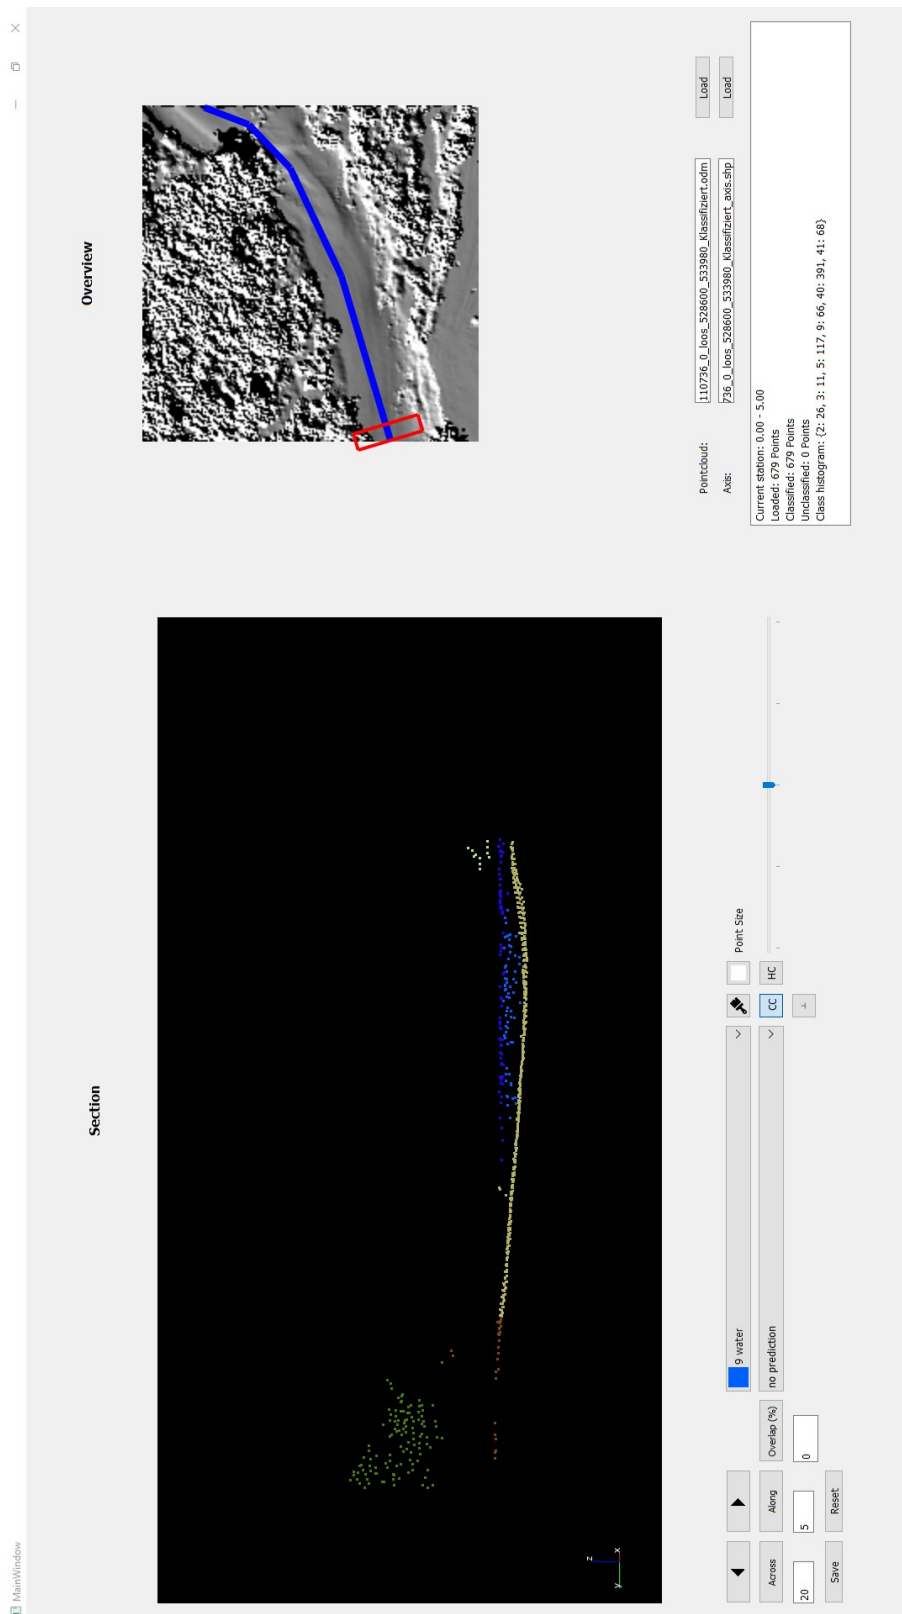 MainWindow
Section
Overview
z
y
x
Across
Along
Overlap (%)
20
5
0
Save
Reset
9 water
no prediction
CC
HC
Point Size
Pointcloud:
110736_0_loos_528600_533980_Klassifiziert.odm
Load
Axis:
736_0_loos_528600_533980_Klassifiziert_axis.shp
Load
Current station: 0.00 - 5.00
Loaded: 679 Points
Classified: 679 Points
Unclassified: 0 Points
Class histogram: {2: 26, 3: 11, 5: 117, 9: 66, 40: 391, 41: 68}